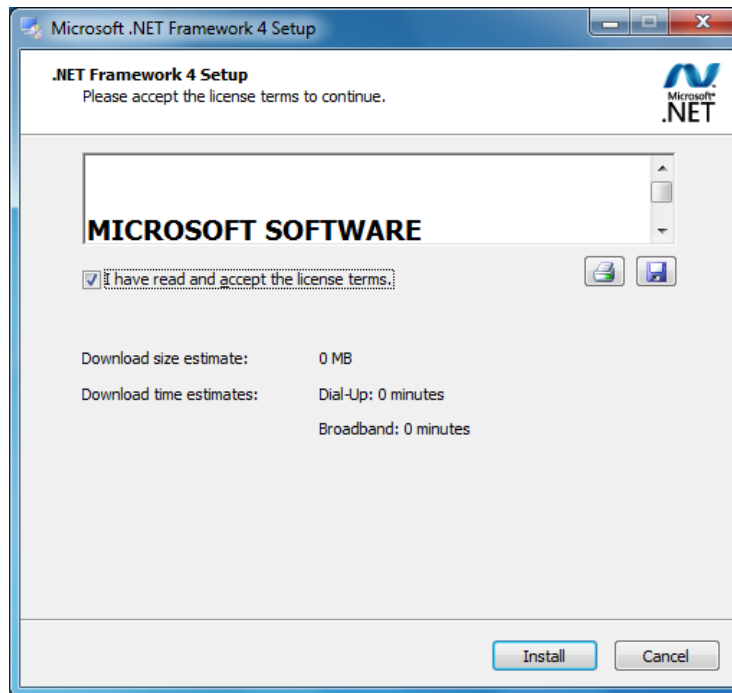 Microsoft .NET Framework 4 Setup
.NET Framework 4 Setup
Please accept the license terms to continue.
Microsoft®
.NET
MICROSOFT SOFTWARE
I have read and accept the license terms.
Download size estimate: 0 MB
Download time estimates: Dial-Up: 0 minutes
Broadband: 0 minutes
Install Cancel